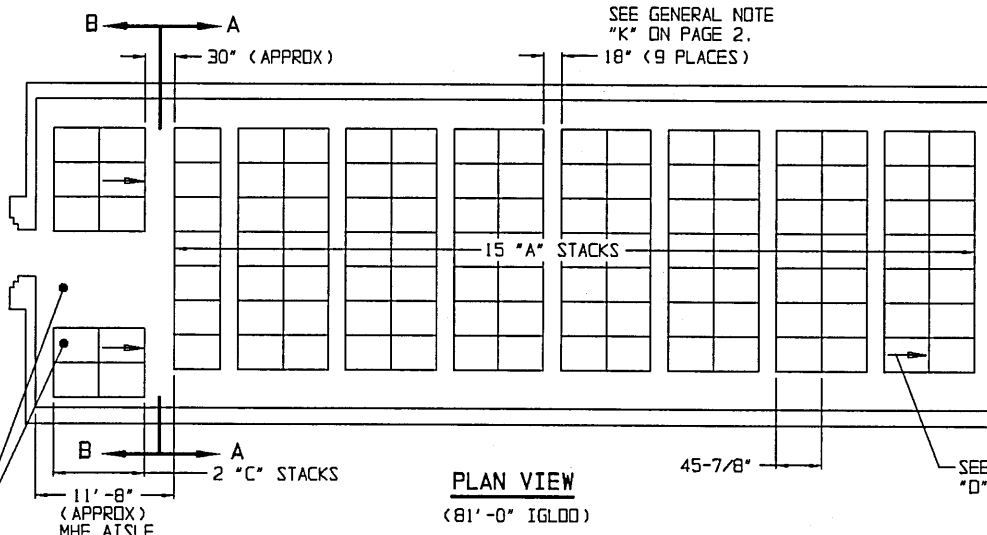 SEE GENERAL NOTE
"K" ON PAGE 2.
B A
30" (APPROX)
18" (9 PLACES)
15 "A" STACKS
B A
2 "C" STACKS
45-7/8"
SEE
"D"
11'-8"
(APPROX)
MHE AISLE
PLAN VIEW
(81'-0" IGLOO)